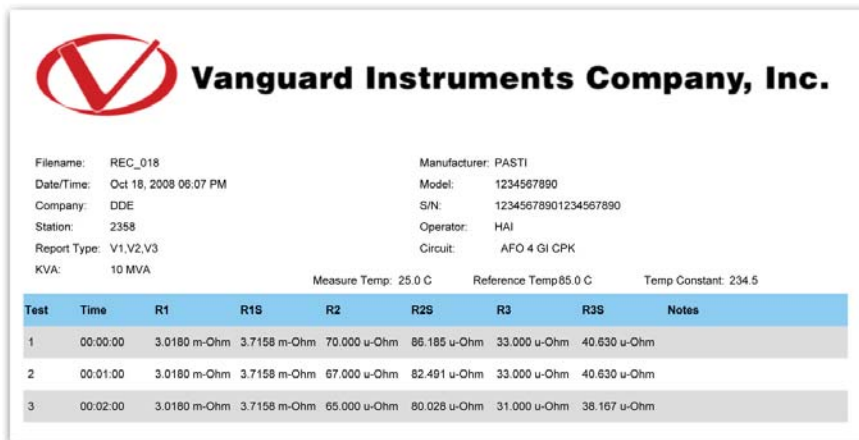 Vanguard Instruments Company, Inc.
Filename: REC_018
Date/Time: Oct 18, 2008 06:07 PM
Company: DDE
Station: 2358
Report Type: V1,V2,V3
KVA: 10 MVA
Manufacturer: PASTI
Model: 1234567890
S/N: 12345678901234567890
Operator: HAI
Circuit: AFO 4 GI CPK
Measure Temp: 25.0 C Reference Temp85.0 C Temp Constant: 234.5
Test Time R1 R1S R2 R2S R3 R3S Notes
1 00:00:00 3.0180 m-Ohm 3.7158 m-Ohm 70.000 u-Ohm 86.185 u-Ohm 33.000 u-Ohm 40.630 u-Ohm
2 00:01:00 3.0180 m-Ohm 3.7158 m-Ohm 67.000 u-Ohm 82.491 u-Ohm 33.000 u-Ohm 40.630 u-Ohm
3 00:02:00 3.0180 m-Ohm 3.7158 m-Ohm 65.000 u-Ohm 80.028 u-Ohm 31.000 u-Ohm 38.167 u-Ohm